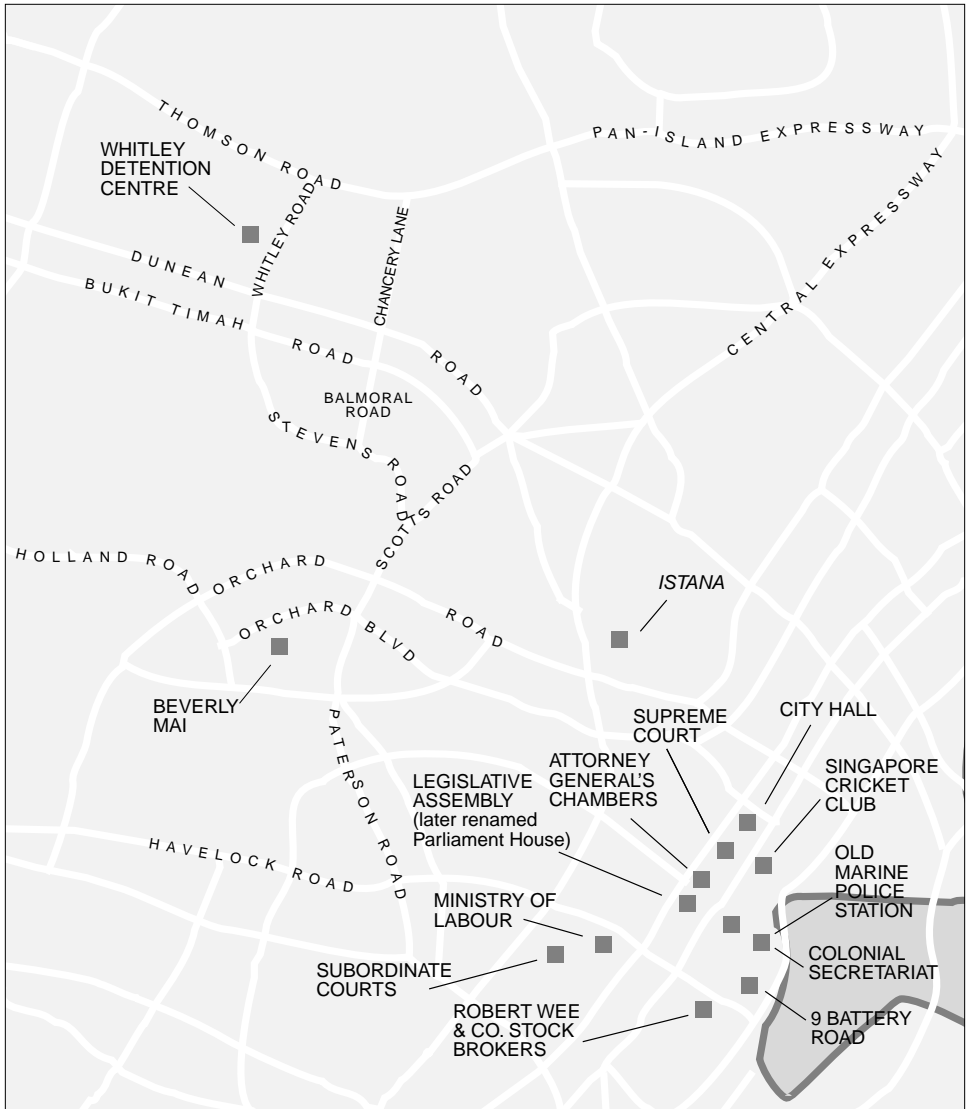 THOMSON ROAD
PAN-ISLAND EXPRESSWAY
WHITLEY
DETENTION
CENTRE
WHITLEY ROAD
CHANCERY LANE
CENTRAL EXPRESSWAY
DUNEAN
ROAD
BUKIT TIMAH
ROAD
BALMORAL
ROAD
STEVENS ROAD
SCOTTS ROAD
HOLLAND ROAD
ORCHARD
ROAD
ORCHARD BLVD
ISTANA
BEVERLY
MAI
PATERSON ROAD
SUPREME
COURT
CITY HALL
ATTORNEY
GENERAL'S
CHAMBERS
SINGAPORE
CRICKET
CLUB
LEGISLATIVE
ASSEMBLY
(later renamed
Parliament House)
HAVELOCK ROAD
OLD
MARINE
POLICE
STATION
MINISTRY OF
LABOUR
COLONIAL
SECRETARIAT
SUBORDINATE
COURTS
ROBERT WEE
& CO. STOCK
BROKERS
9 BATTERY
ROAD